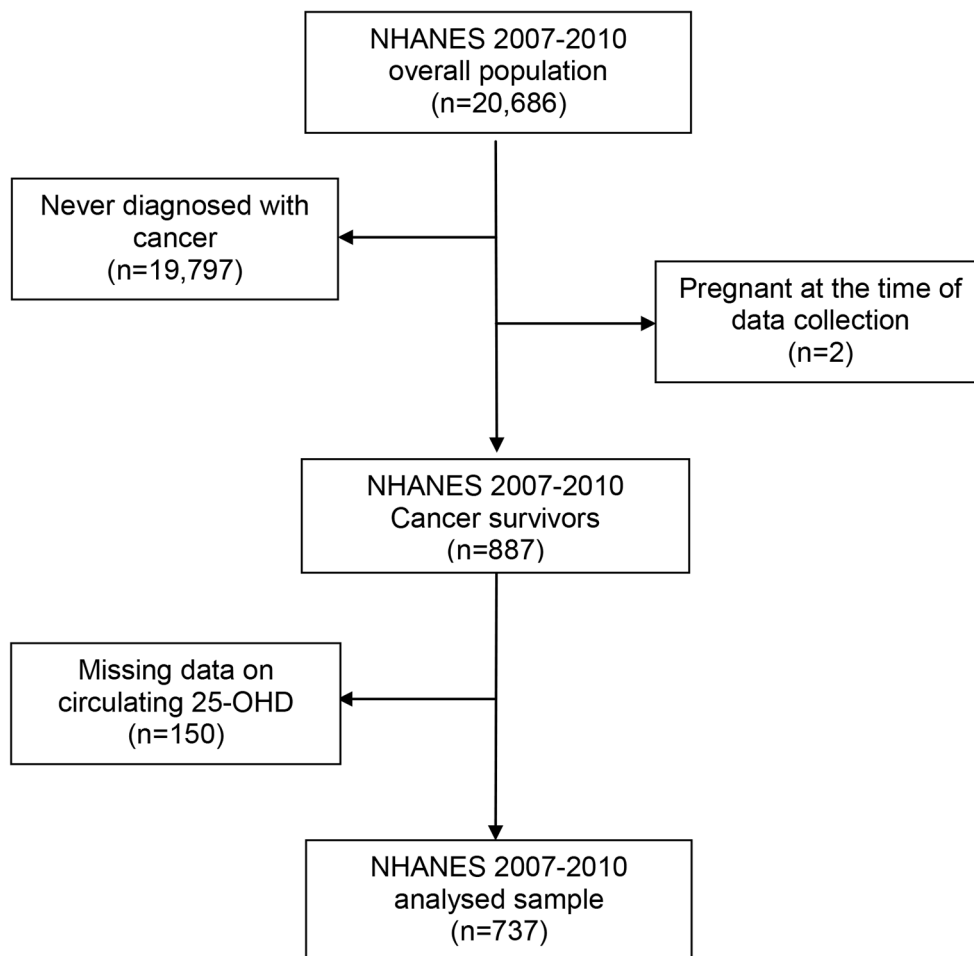 NHANES 2007-2010
overall population
(n=20,686)
Never diagnosed with
cancer
(n=19,797)
Pregnant at the time of
data collection
(n=2)
NHANES 2007-2010
Cancer survivors
(n=887)
Missing data on
circulating 25-OHD
(n=150)
NHANES 2007-2010
analysed sample
(n=737)